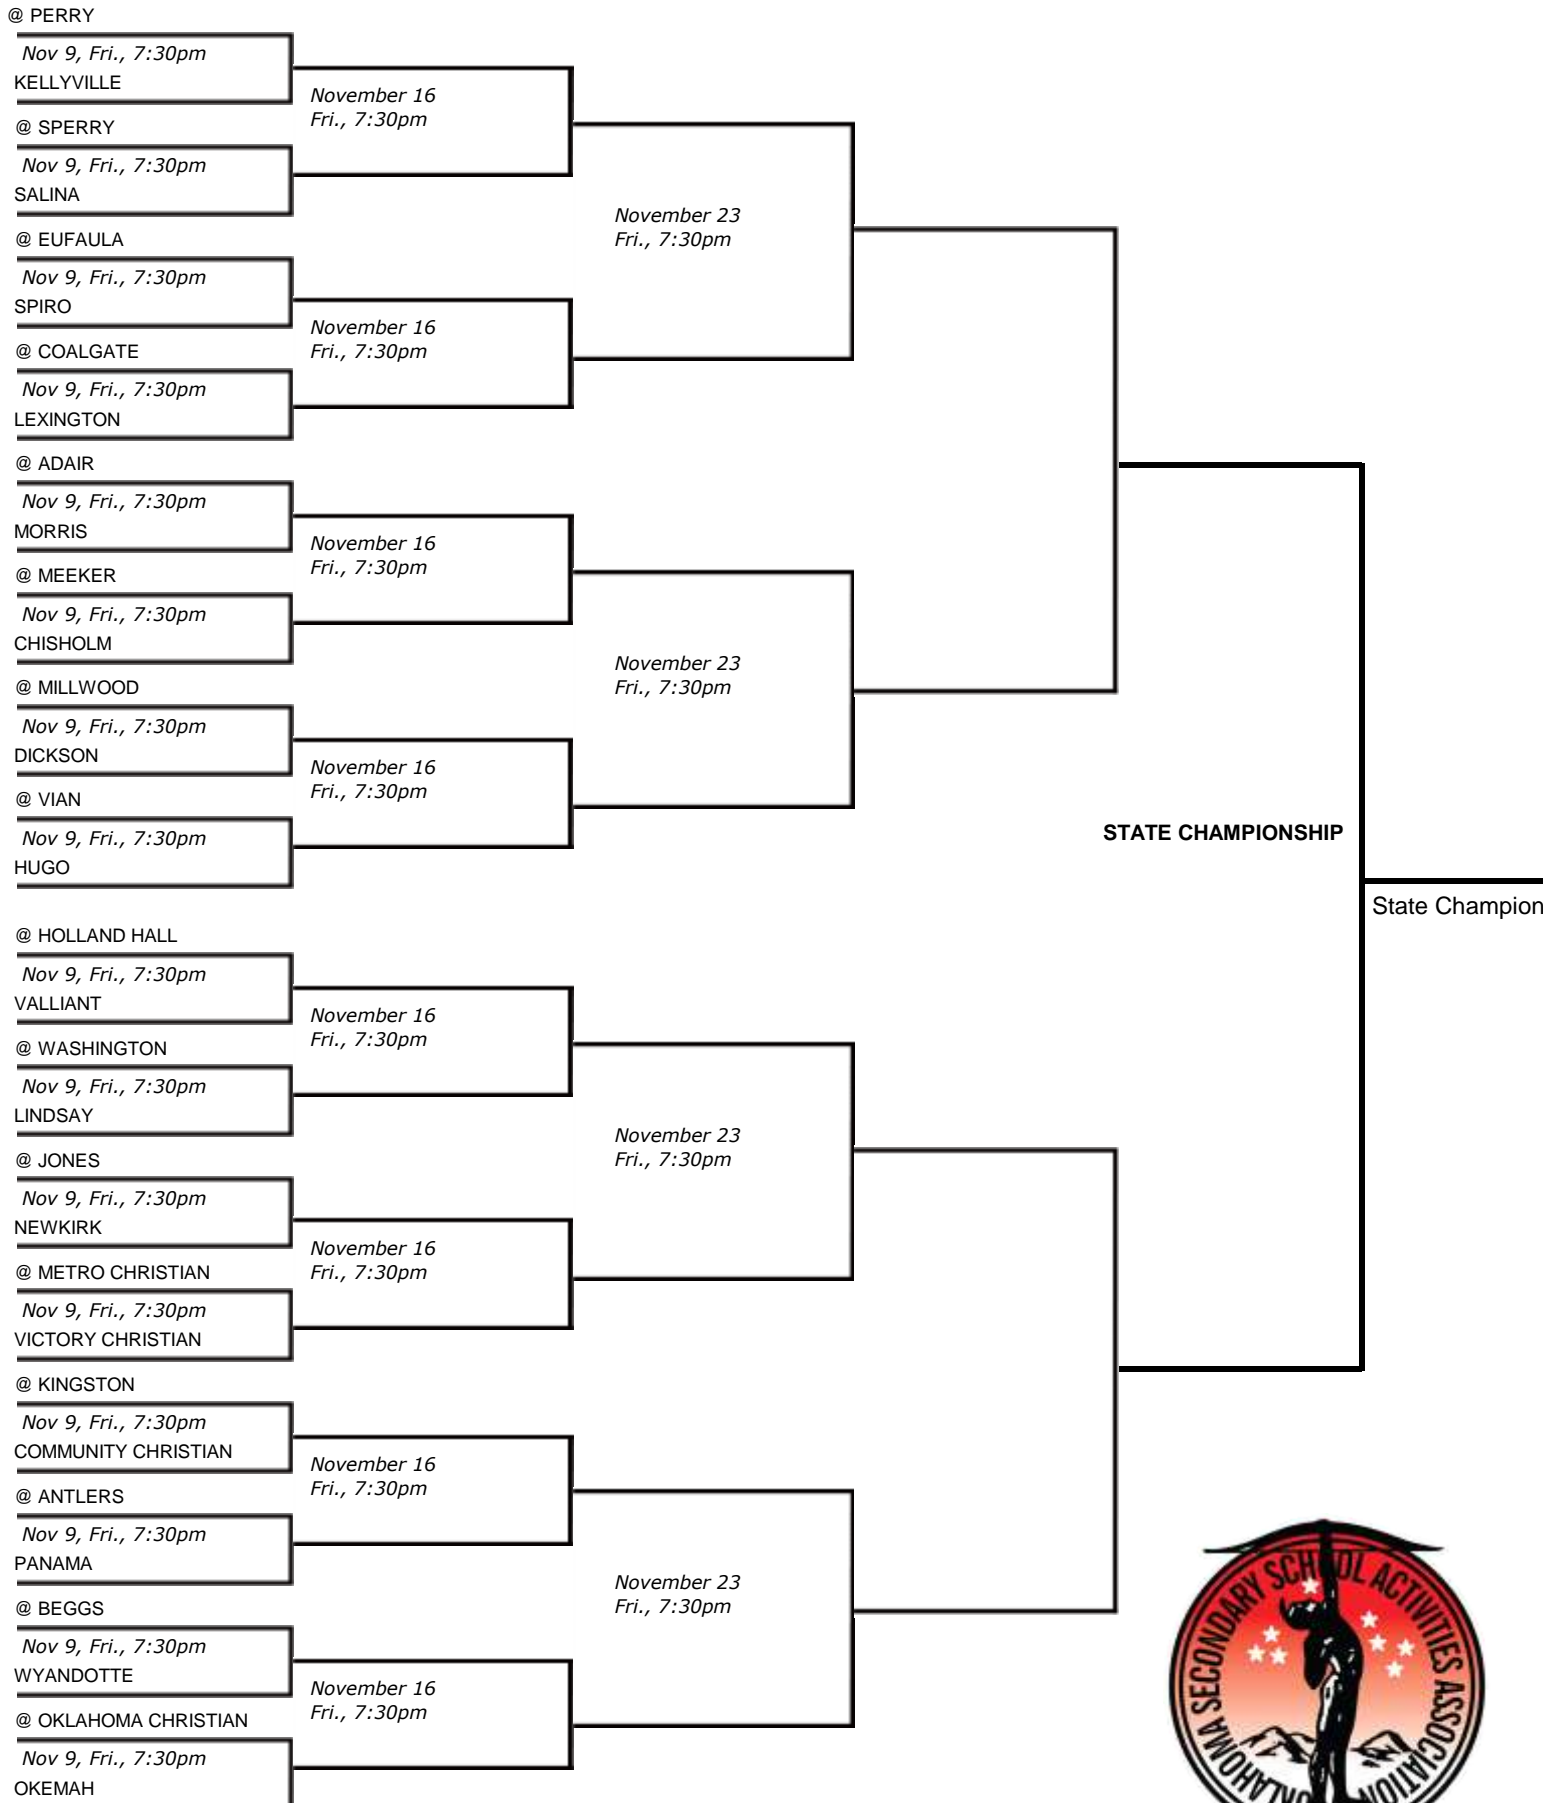 @ PERRY
Nov 9, Fri., 7:30pm
KELLYVILLE
@ SPERRY
Nov 9, Fri., 7:30pm
SALINA
@ EUFAULA
Nov 9, Fri., 7:30pm
SPIRO
@ COALGATE
Nov 9, Fri., 7:30pm
LEXINGTON
@ ADAIR
Nov 9, Fri., 7:30pm
MORRIS
@ MEEKER
Nov 9, Fri., 7:30pm
CHISHOLM
@ MILLWOOD
Nov 9, Fri., 7:30pm
DICKSON
@ VIAN
Nov 9, Fri., 7:30pm
HUGO
@ HOLLAND HALL
Nov 9, Fri., 7:30pm
VALLIANT
@ WASHINGTON
Nov 9, Fri., 7:30pm
LINDSAY
@ JONES
Nov 9, Fri., 7:30pm
NEWKIRK
@ METRO CHRISTIAN
Nov 9, Fri., 7:30pm
VICTORY CHRISTIAN
@ KINGSTON
Nov 9, Fri., 7:30pm
COMMUNITY CHRISTIAN
@ ANTLERS
Nov 9, Fri., 7:30pm
PANAMA
@ BEGGS
Nov 9, Fri., 7:30pm
WYANDOTTE
@ OKLAHOMA CHRISTIAN
Nov 9, Fri., 7:30pm
OKEMAH
November 16
Fri., 7:30pm
November 16
Fri., 7:30pm
November 16
Fri., 7:30pm
November 16
Fri., 7:30pm
November 16
Fri., 7:30pm
November 16
Fri., 7:30pm
November 16
Fri., 7:30pm
November 16
Fri., 7:30pm
November 23
Fri., 7:30pm
November 23
Fri., 7:30pm
November 23
Fri., 7:30pm
November 23
Fri., 7:30pm
STATE CHAMPIONSHIP
State Champion
OKLAHOMA SECONDARY SCHOOL ACTIVITIES ASSOCIATION